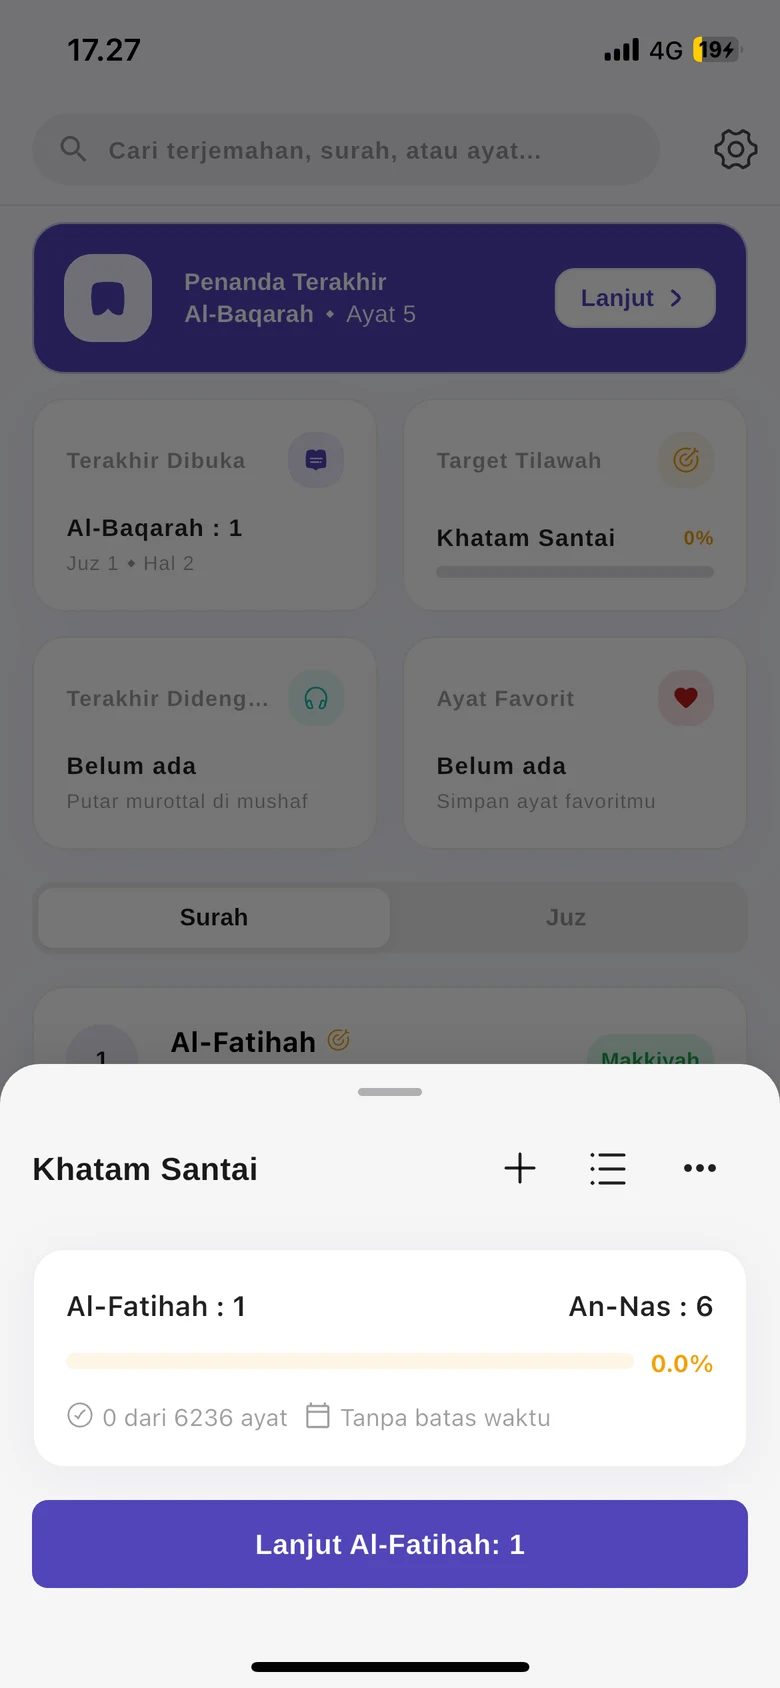 17.27
4G
19
Cari terjemahan, surah, atau ayat...
Penanda Terakhir
Al-Baqarah • Ayat 5
Lanjut
Terakhir Dibuka
Al-Baqarah : 1
Juz 1 • Hal 2
Target Tilawah
Khatam Santai 0%
Terakhir Dideng...
Belum ada
Putar murottal di mushaf
Ayat Favorit
Belum ada
Simpan ayat favoritmu
Surah
Juz
1
Al-Fatihah
Makkiyah
Khatam Santai
Al-Fatihah : 1
An-Nas : 6
0.0%
0 dari 6236 ayat
Tanpa batas waktu
Lanjut Al-Fatihah: 1